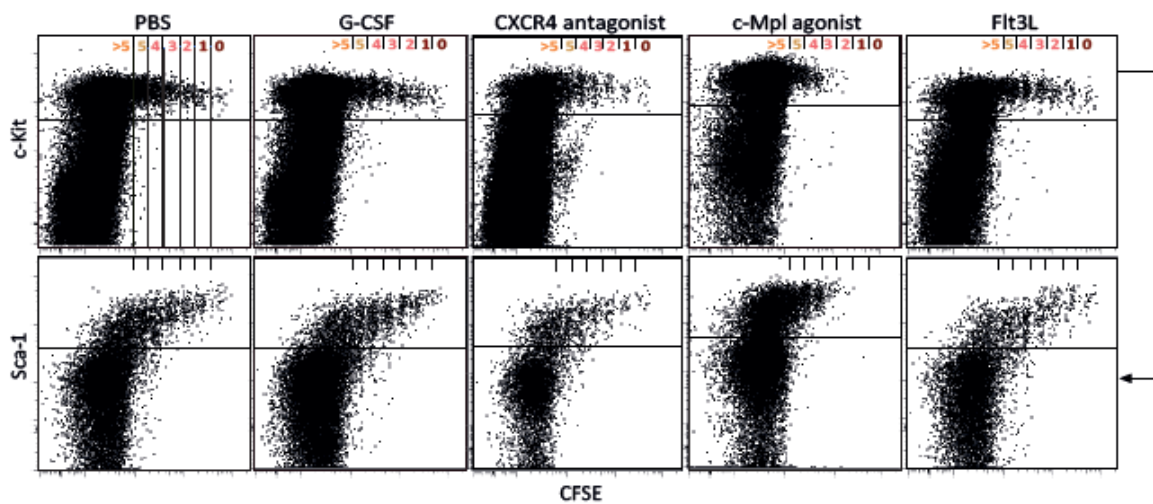 PBS G-CSF CXCR4 antagonist c-Mpl agonist Flt3L
>5 5 4 3 2 1 0 >5 5 4 3 2 1 0 >5 5 4 3 2 1 0 >5 5 4 3 2 1 0 >5 5 4 3 2 1 0
c-Kit
Sca-1
CFSE